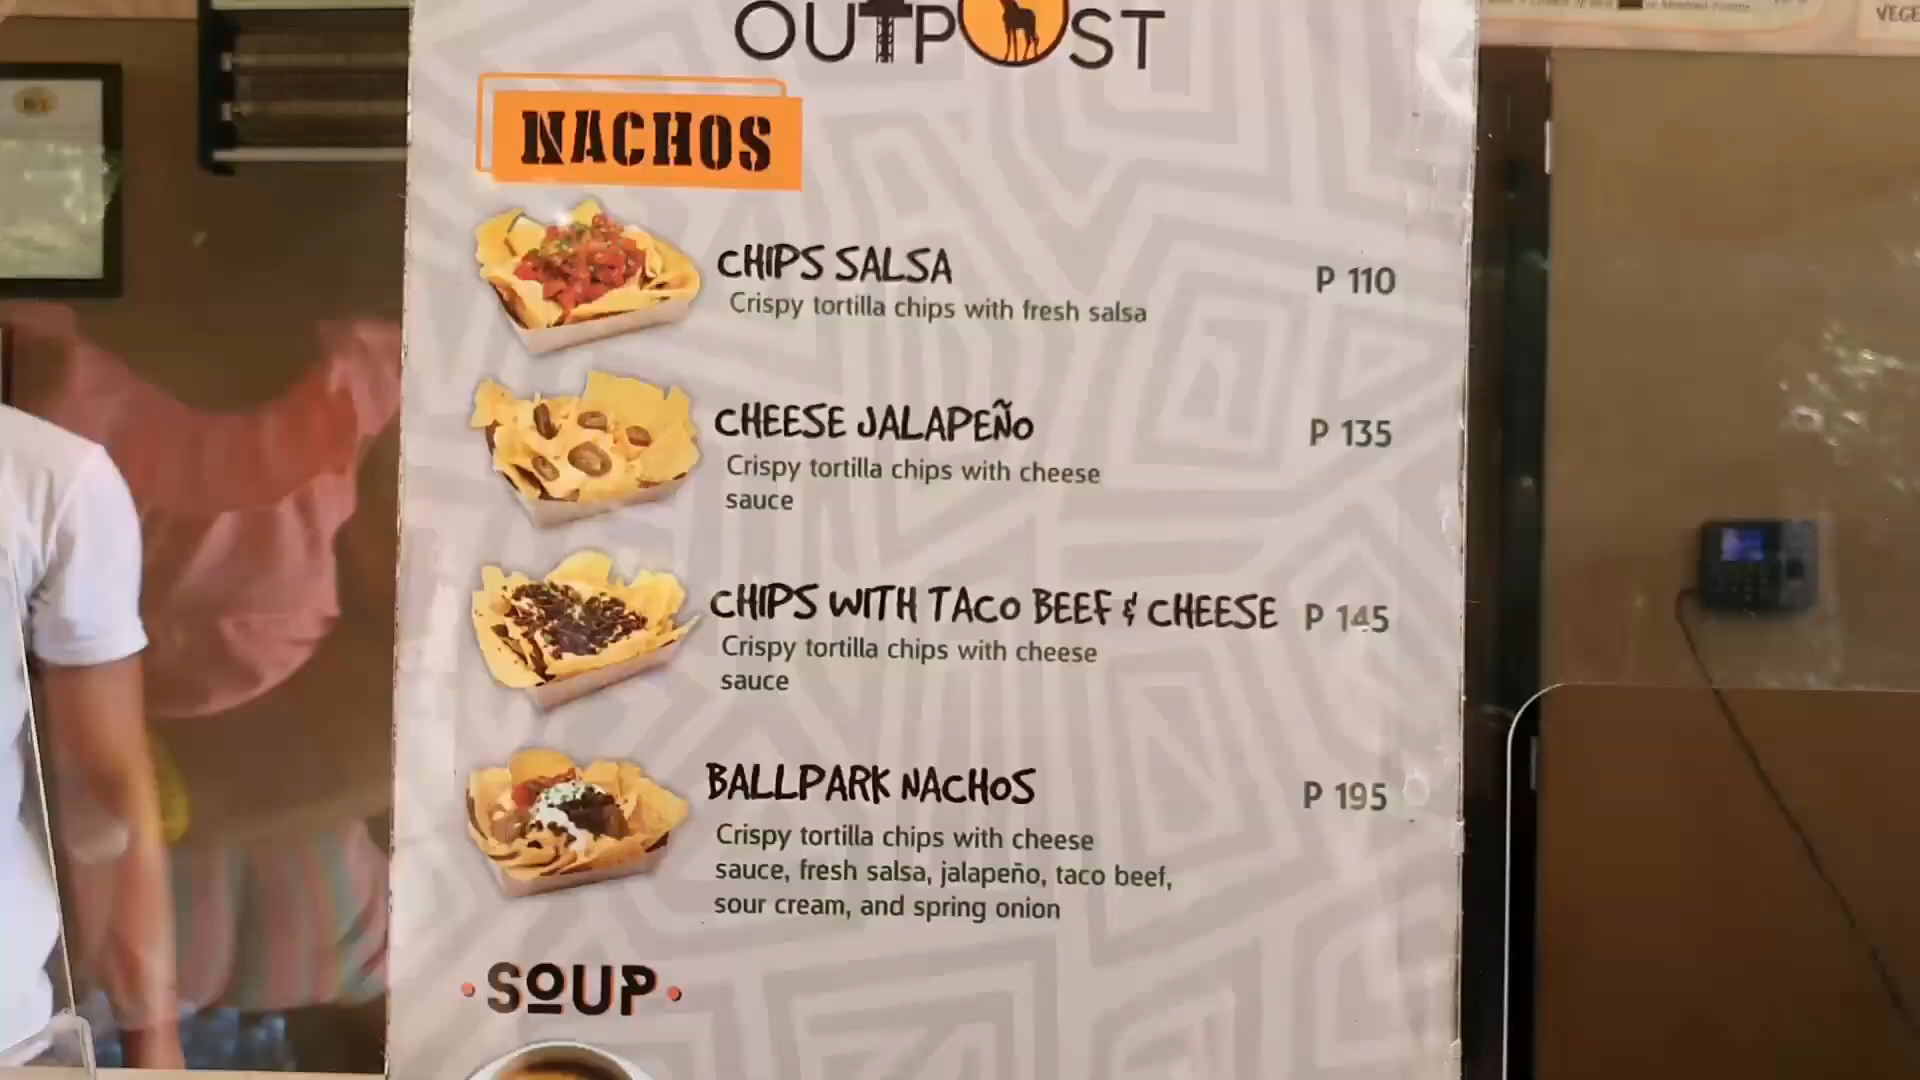 OUTPOST
NACHOS
CHIPS SALSA
P 110
Crispy tortilla chips with fresh salsa
CHEESE JALAPEÑO
P 135
Crispy tortilla chips with cheese
sauce
CHIPS WITH TACO BEEF & CHEESE P 145
Crispy tortilla chips with cheese
sauce
BALLPARK NACHOS
P 195
Crispy tortilla chips with cheese
sauce, fresh salsa, jalapeño, taco beef,
sour cream, and spring onion
• SOUP •